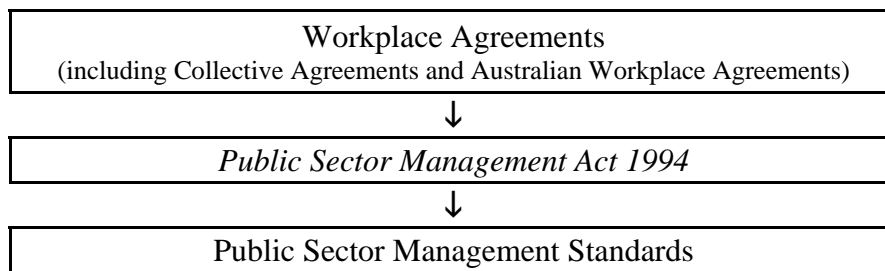 Workplace Agreements
(including Collective Agreements and Australian Workplace Agreements)
↓
Public Sector Management Act 1994
↓
Public Sector Management Standards